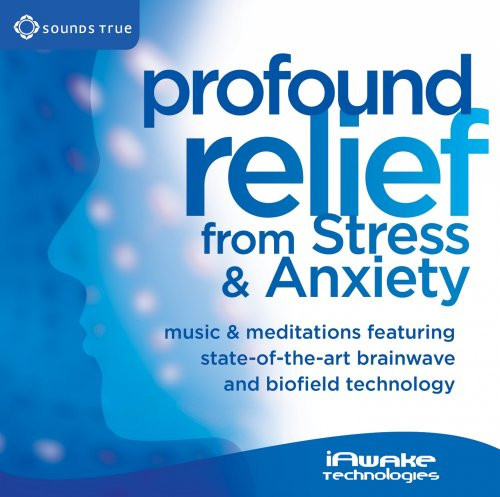 sounds true
profound
relief
from Stress
& Anxiety
music & meditations featuring
state-of-the-art brainwave
and biofield technology
iAwake
Technologies